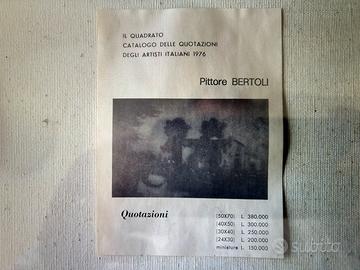 IL QUADRATO
CATALOGO DELLE QUOTAZIONI
DEGLI ARTISTI ITALIANI 1976
Pittore BERTOLI
Quotazioni
(50X70) L. 380.000
(40X50) L. 300.000
(30X40) L. 250.000
(24X30) L. 200.000
miniature L. 150.000
subito.it